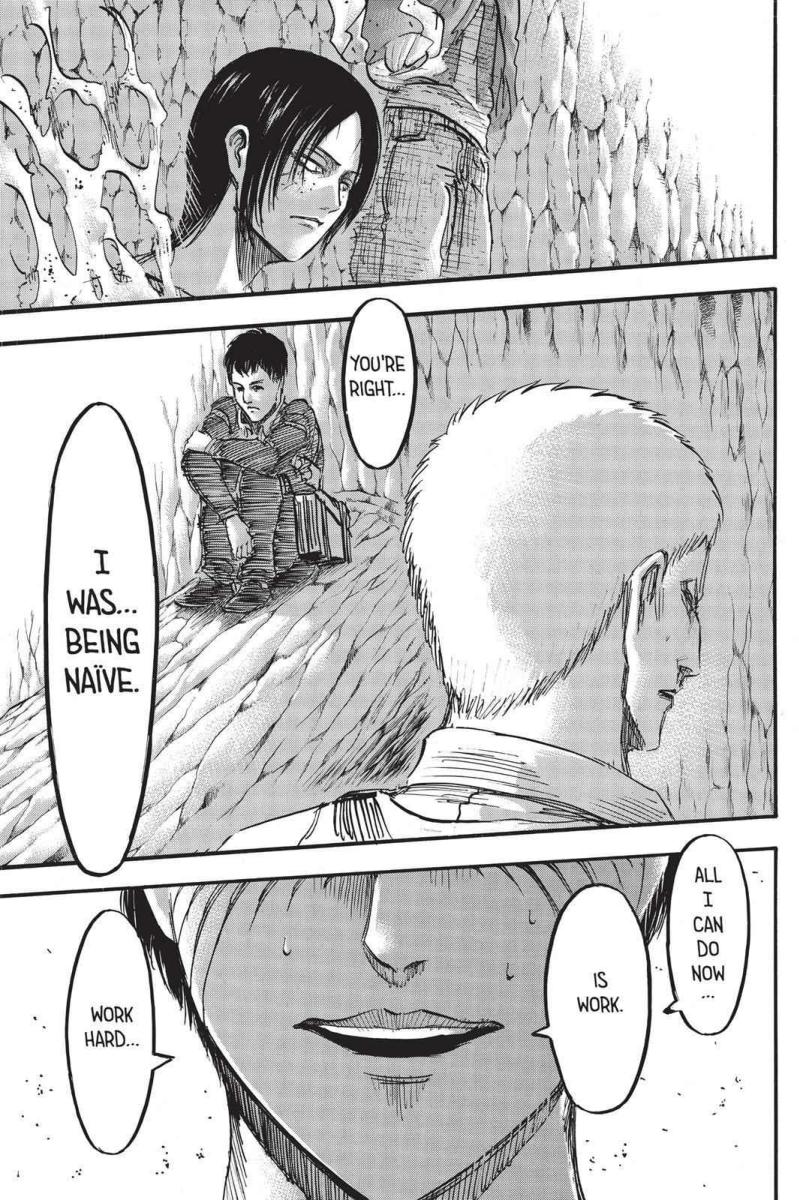 YOU'RE
RIGHT...
I
WAS...
BEING
NAÏVE.
ALL
I
CAN
DO
NOW
...
IS
WORK.
WORK
HARD...